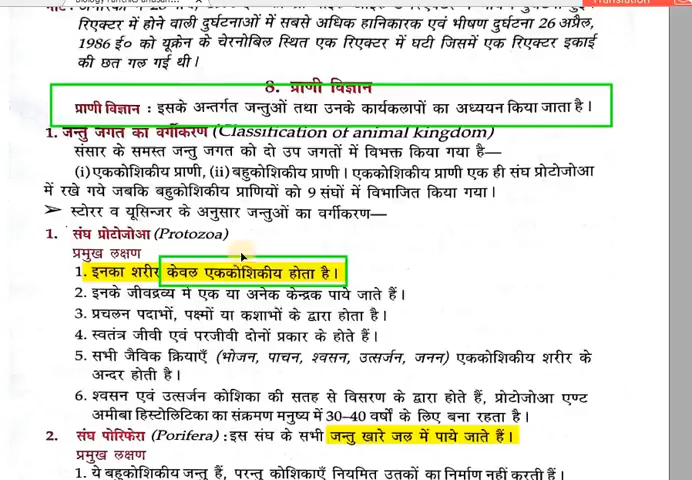 रिएक्टर में होने वाली दुर्घटनाओं में सबसे अधिक हानिकारक एवं भीषण दुर्घटना 26 अप्रैल,
1986 ई० को यूक्रेन के चेरनोबिल स्थित एक रिएक्टर में घटी जिसमें एक रिएक्टर इकाई
की छत गल गई थी।
8. प्राणी विज्ञान
प्राणी विज्ञान : इसके अन्तर्गत जन्तुओं तथा उनके कार्यकलापों का अध्ययन किया जाता है।
1. जन्तु जगत का वर्गीकरण (Classification of animal kingdom)
संसार के समस्त जन्तु जगत को दो उप जगतों में विभक्त किया गया है—
(i) एककोशिकीय प्राणी, (ii) बहुकोशिकीय प्राणी। एककोशिकीय प्राणी एक ही संघ प्रोटोजोआ
में रखे गये जबकि बहुकोशिकीय प्राणियों को 9 संघों में विभाजित किया गया।
➢ स्टोरर व यूसिन्जर के अनुसार जन्तुओं का वर्गीकरण—
1. संघ प्रोटोजोआ (Protozoa)
प्रमुख लक्षण
1. इनका शरीर केवल एककोशिकीय होता है।
2. इनके जीवद्रव्य में एक या अनेक केन्द्रक पाये जाते हैं।
3. प्रचलन पदाभों, पक्ष्मों या कशाभों के द्वारा होता है।
4. स्वतंत्र जीवी एवं परजीवी दोनों प्रकार के होते हैं।
5. सभी जैविक क्रियाएँ (भोजन, पाचन, श्वसन, उत्सर्जन, जनन) एककोशिकीय शरीर के
अन्दर होती है।
6. श्वसन एवं उत्सर्जन कोशिका की सतह से विसरण के द्वारा होते हैं, प्रोटोजोआ एण्ट
अमीबा हिस्टोलिटिका का संक्रमण मनुष्य में 30-40 वर्षों के लिए बना रहता है।
2. संघ पोरिफेरा (Porifera) : इस संघ के सभी जन्तु खारे जल में पाये जाते हैं।
प्रमुख लक्षण
1. ये बहुकोशिकीय जन्तु हैं, परन्तु कोशिकाएँ नियमित उतकों का निर्माण नहीं करती हैं।